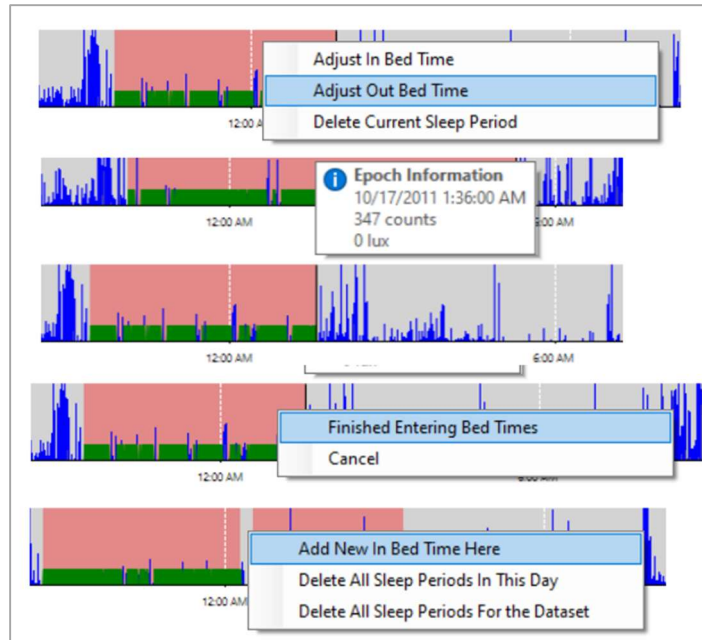 Adjust In Bed Time
Adjust Out Bed Time
12:00 A
Delete Current Sleep Period
Epoch Information
10/17/2011 1:36:00 AM
12:00 AM
347 counts
:00 AM
0 lux
12:00 AM
6:00 AM
Finished Entering Bed Times
Cancel
12:00 AM
Add New In Bed Time Here
Delete All Sleep Periods In This Day
12:00 AM
Delete All Sleep Periods For the Dataset